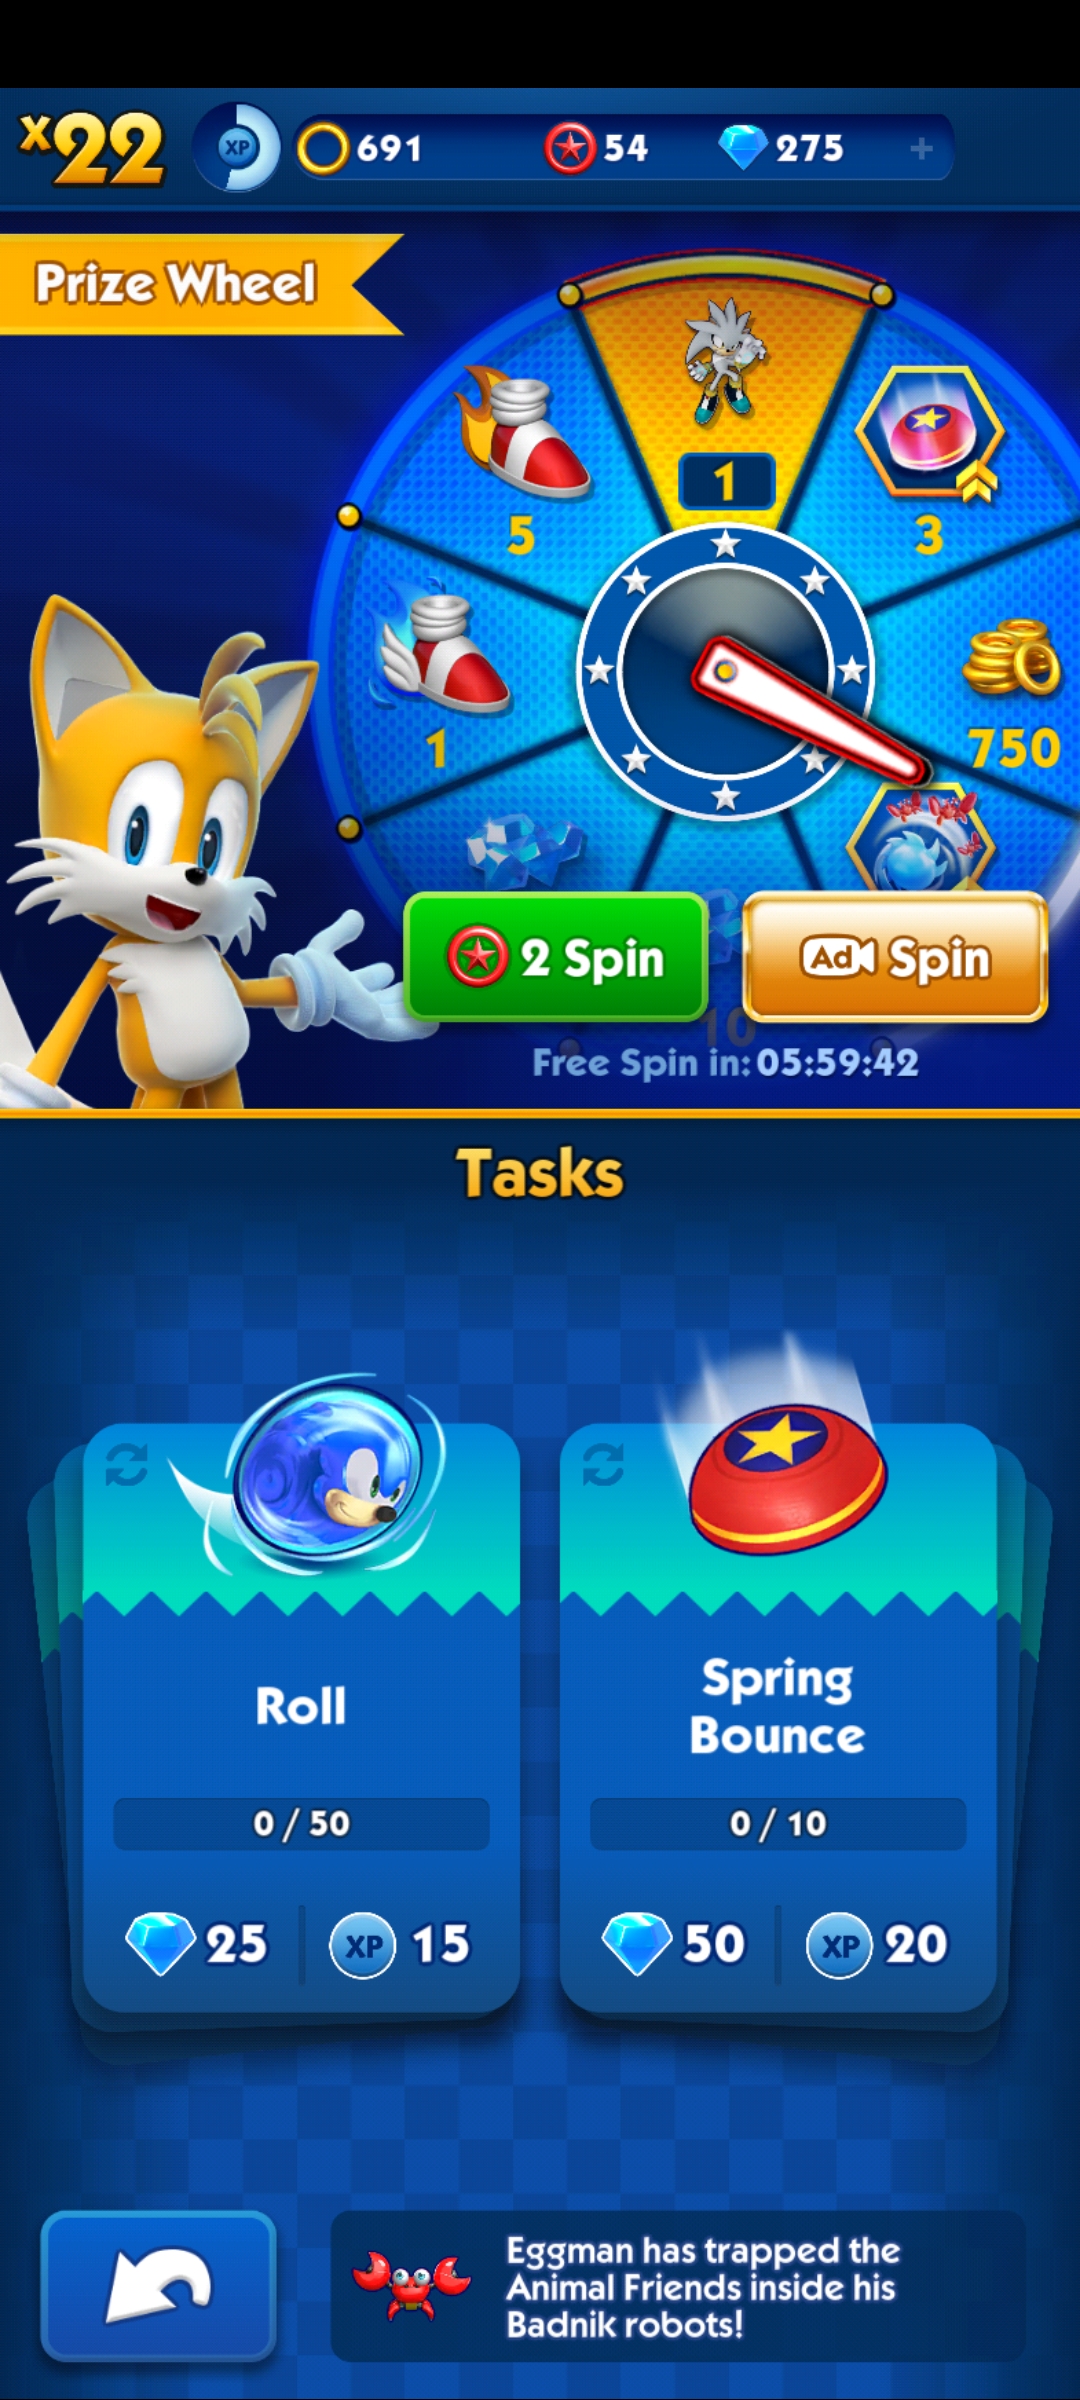 x22
XP
691
54
275
+
Prize Wheel
1
5
3
1
750
2 Spin
Ad Spin
10
Free Spin in: 05:59:42
Tasks
Roll
Spring
Bounce
0 / 50
0 / 10
25
XP 15
50
XP 20
Eggman has trapped the
Animal Friends inside his
Badnik robots!